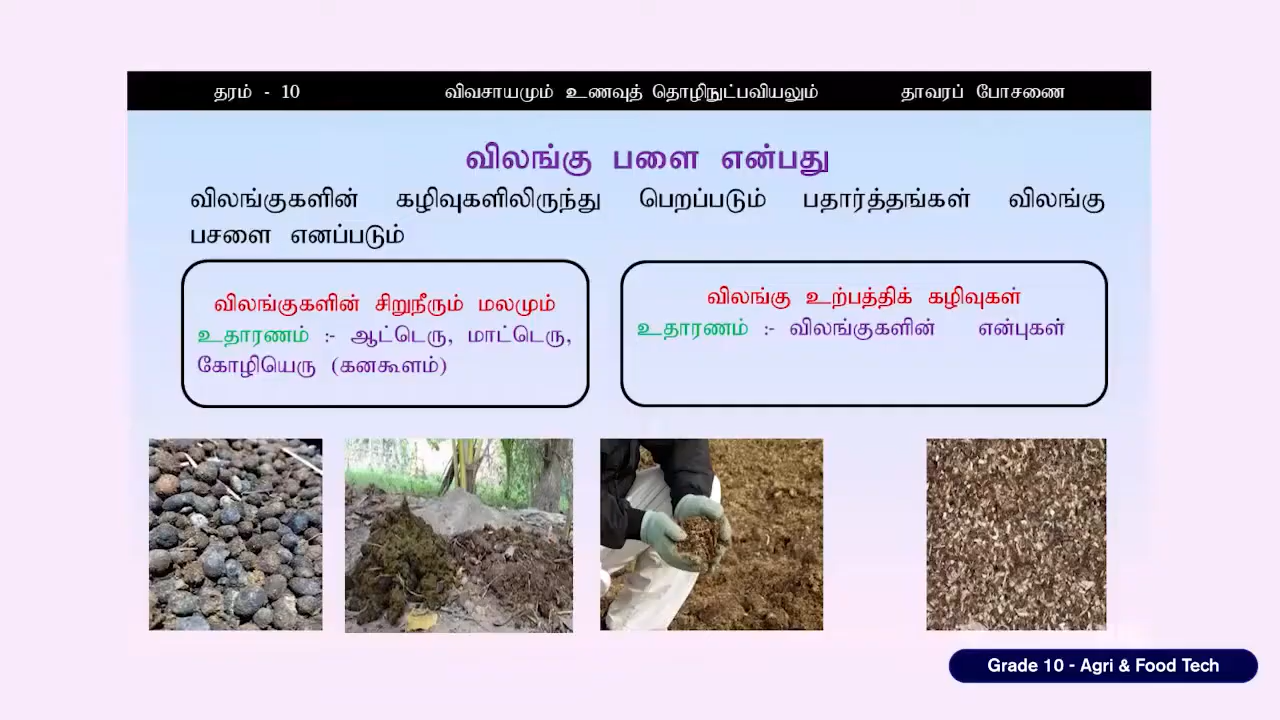 தரம் - 10 விவசாயமும் உணவுத் தொழிநுட்பவியலும் தாவரப் போசணை
விலங்கு பளை என்பது
விலங்குகளின் கழிவுகளிலிருந்து பெறப்படும் பதார்த்தங்கள் விலங்கு
பசளை எனப்படும்
விலங்குகளின் சிறுநீரும் மலமும்
உதாரணம் :- ஆட்டெரு, மாட்டெரு,
கோழியெரு (கனகூளம்)
விலங்கு உற்பத்திக் கழிவுகள்
உதாரணம் :- விலங்குகளின் என்புகள்
Grade 10 - Agri & Food Tech